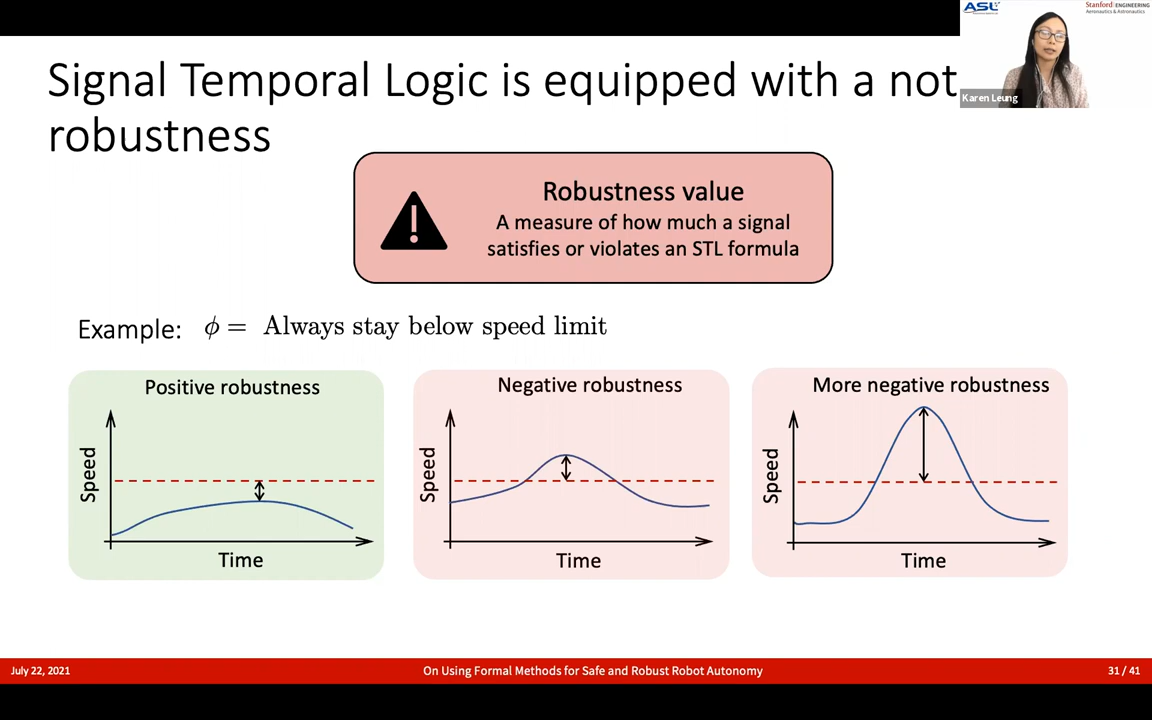 ASL
Stanford ENGINEERING
Aeronautics & Astronautics
Karen Leung
Signal Temporal Logic is equipped with a not
robustness
Robustness value
A measure of how much a signal
satisfies or violates an STL formula
Example: ϕ = Always stay below speed limit
Positive robustness
Speed
Time
Negative robustness
Speed
Time
More negative robustness
Speed
Time
July 22, 2021
On Using Formal Methods for Safe and Robust Robot Autonomy
31 / 41